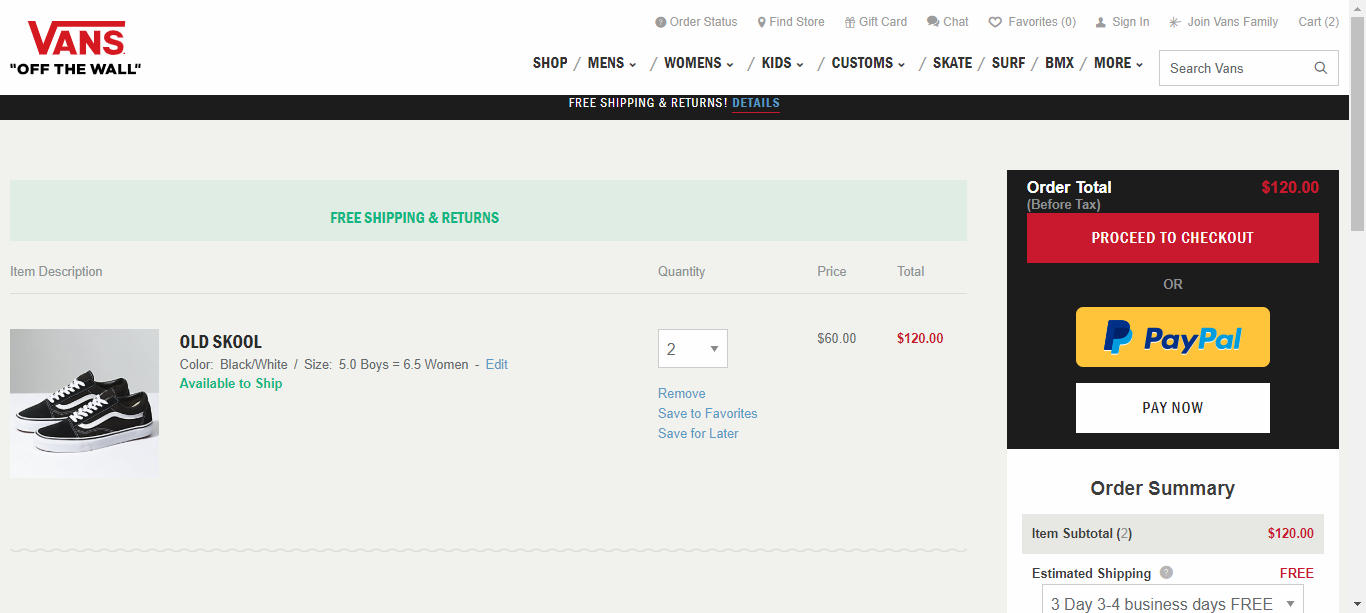 VANS
"OFF THE WALL"
Order Status Find Store Gift Card Chat Favorites (0) Sign In Join Vans Family Cart (2)
SHOP / MENS / WOMENS / KIDS / CUSTOMS / SKATE / SURF / BMX / MORE
Search Vans
FREE SHIPPING & RETURNS! DETAILS
FREE SHIPPING & RETURNS
Item Description Quantity Price Total
OLD SKOOL
Color: Black/White / Size: 5.0 Boys = 6.5 Women - Edit
Available to Ship
2
$60.00
$120.00
Remove
Save to Favorites
Save for Later
Order Total $120.00
(Before Tax)
PROCEED TO CHECKOUT
OR
PayPal
PAY NOW
Order Summary
Item Subtotal (2) $120.00
Estimated Shipping ? FREE
3 Day 3-4 business days FREE